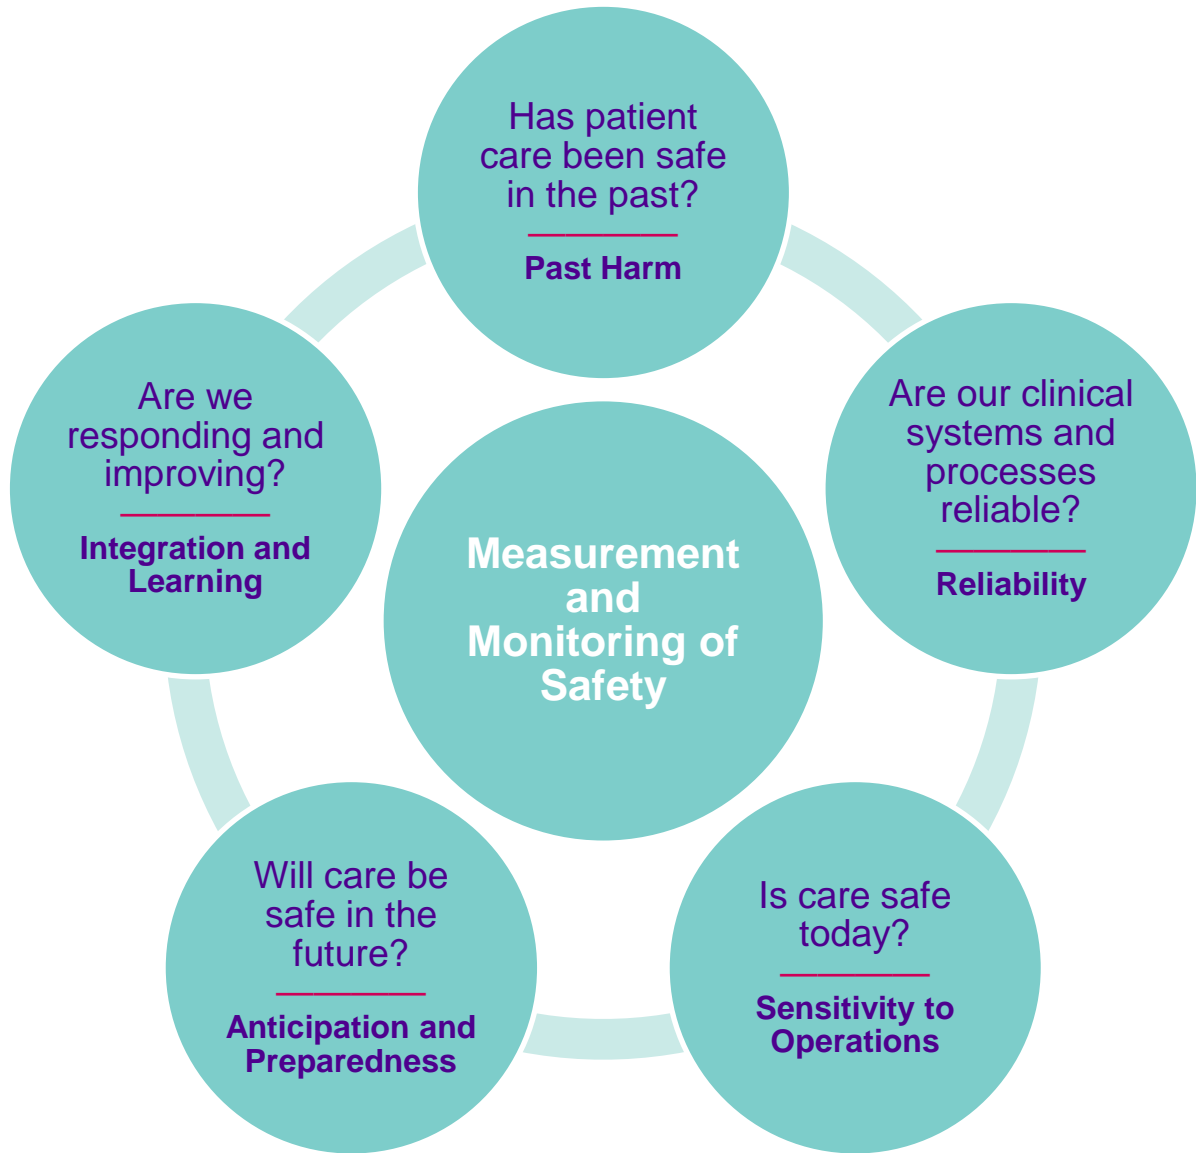 Has patient
care been safe
in the past?
Past Harm
Are our clinical
systems and
processes
reliable?
Reliability
Is care safe
today?
Sensitivity to
Operations
Will care be
safe in the
future?
Anticipation and
Preparedness
Are we
responding and
improving?
Integration and
Learning
Measurement
and
Monitoring of
Safety